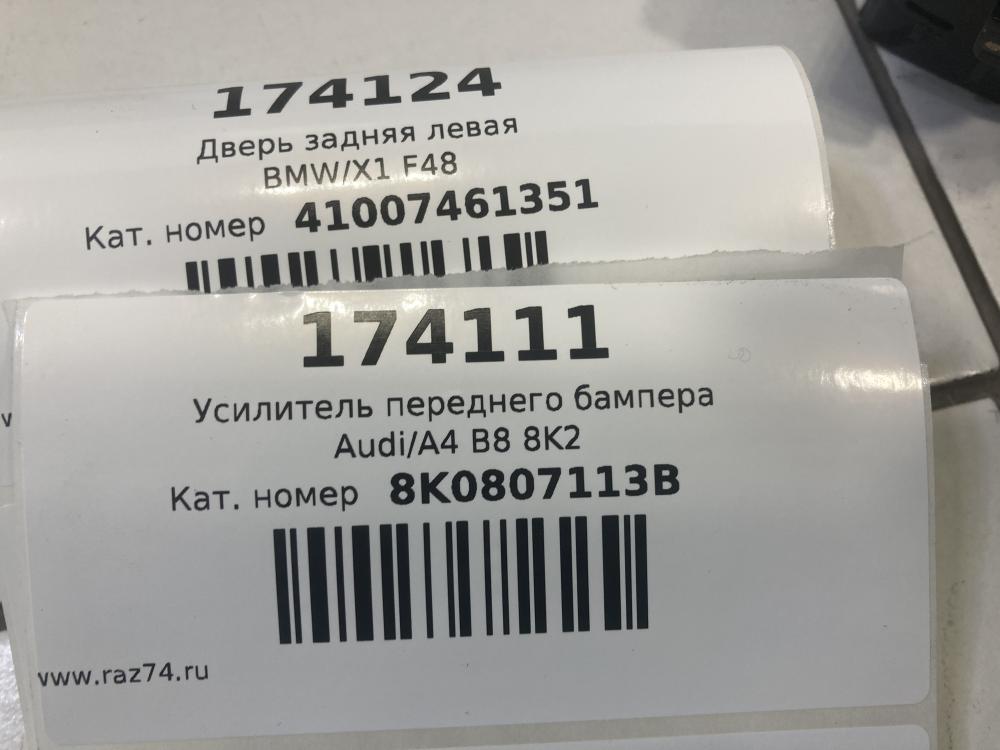 174124
Дверь задняя левая
BMW/X1 F48
Кат. номер 41007461351
174111
Усилитель переднего бампера
Audi/A4 B8 8K2
Кат. номер 8K0807113B
www.raz74.ru